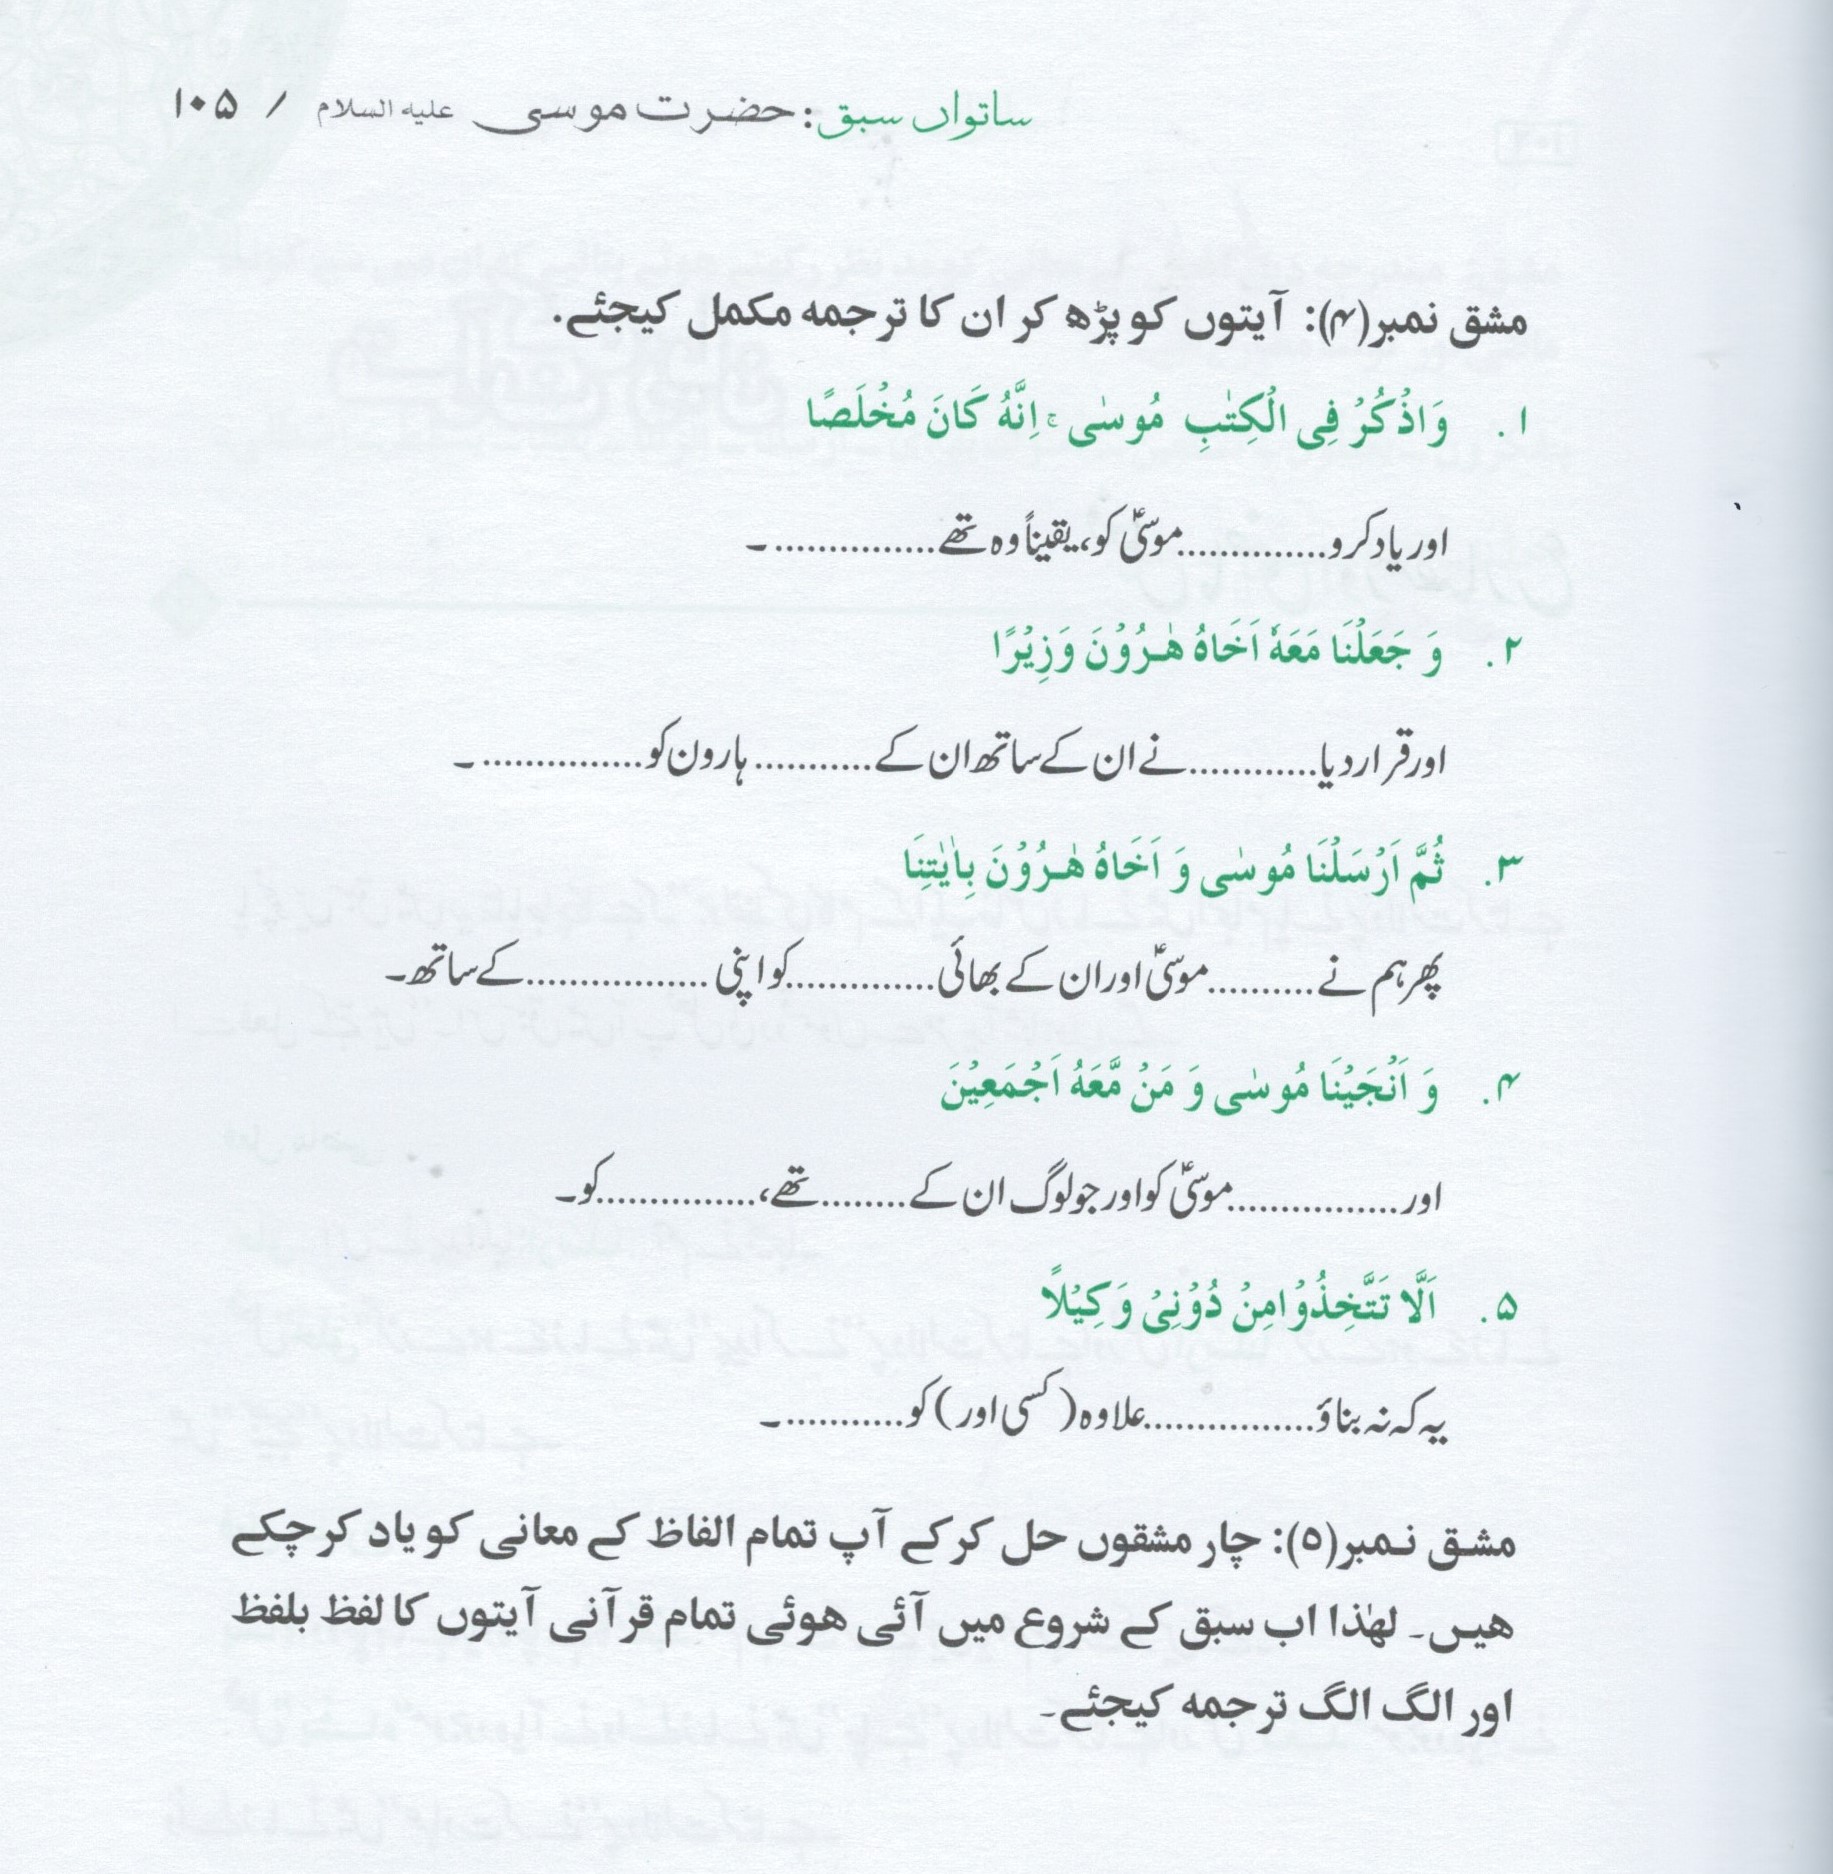 ساتواں سبق: حضرت موسی علیہ السلام / ۱۰۵
مشق نمبر(۴): آیتوں کو پڑھ کر ان کا ترجمہ مکمل کیجئے.
۱. وَاذْکُرْ فِی الْکِتٰبِ مُوسٰی ۚ اِنَّهُ کَانَ مُخْلَصًا
اور یاد کرو..............موسیٰؑ کو، یقیناً وہ تھے................۔
۲. وَ جَعَلْنَا مَعَهٗ اَخَاهُ هٰرُوْنَ وَزِیْرًا
اور قرار دیا............نے ان کے ساتھ ان کے...........ہارون کو................۔
۳. ثُمَّ اَرْسَلْنَا مُوسٰی وَ اَخَاهُ هٰرُوْنَ بِاٰیٰتِنَا
پھر ہم نے..........موسیٰؑ اور ان کے بھائی..............کو اپنی..................کے ساتھ۔
۴. وَ اَنْجَیْنَا مُوسٰی وَ مَنْ مَّعَهُ اَجْمَعِیْنَ
اور................موسیٰؑ کو اور جو لوگ ان کے........تھے،...............کو۔
۵. اَلَّا تَتَّخِذُوْا مِنْ دُوْنِیْ وَکِیْلًا
یہ کہ نہ بناؤ................علاوہ (کسی اور) کو............۔
مشق نمبر(۵): چار مشقوں حل کرکے آپ تمام الفاظ کے معانی کو یاد کرچکے
ھیں۔ لھٰذا اب سبق کے شروع میں آئی ھوئی تمام قرآنی آیتوں کا لفظ بلفظ
اور الگ الگ ترجمہ کیجئے۔